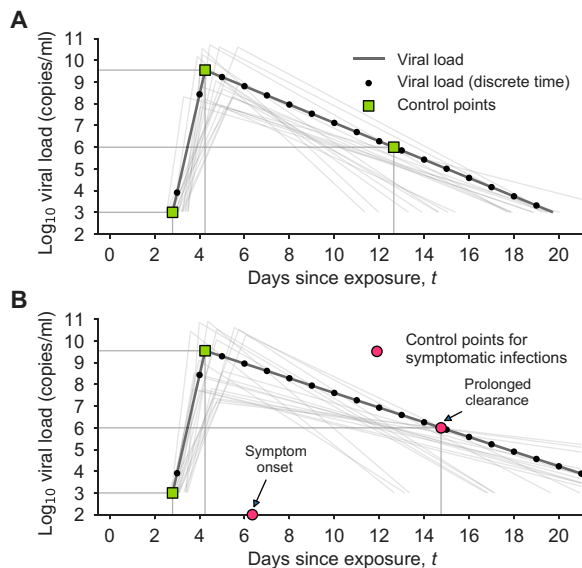 A
Log10 viral load (copies/ml)
11
10
9
8
7
6
5
4
3
2
Viral load
Viral load (discrete time)
Control points
0 2 4 6 8 10 12 14 16 18 20
Days since exposure, t
B
Log10 viral load (copies/ml)
11
10
9
8
7
6
5
4
3
2
Control points for
symptomatic infections
Prolonged
clearance
Symptom
onset
0 2 4 6 8 10 12 14 16 18 20
Days since exposure, t